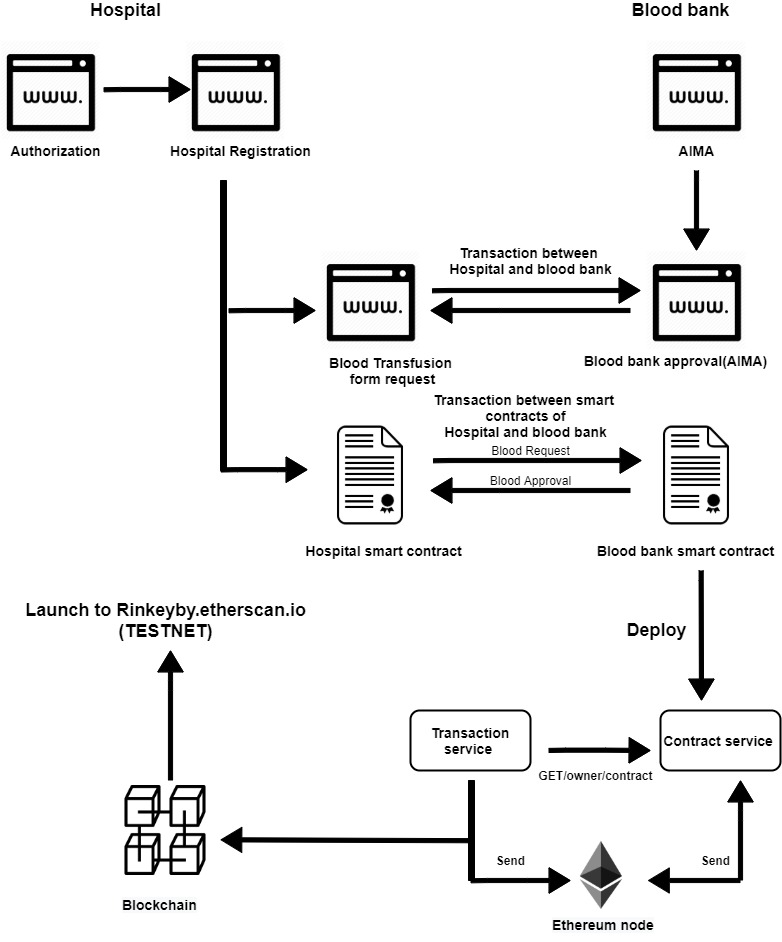 Hospital
Blood bank
www.
www.
www.
Authorization
Hospital Registration
AIMA
Transaction between
Hospital and blood bank
www.
www.
Blood Transfusion
form request
Blood bank approval(AIMA)
Transaction between smart
contracts of
Hospital and blood bank
Blood Request
Blood Approval
Hospital smart contract
Blood bank smart contract
Launch to Rinkeyby.etherscan.io
(TESTNET)
Deploy
Transaction
service
Contract service
GET/owner/contract
Send
Send
Blockchain
Ethereum node